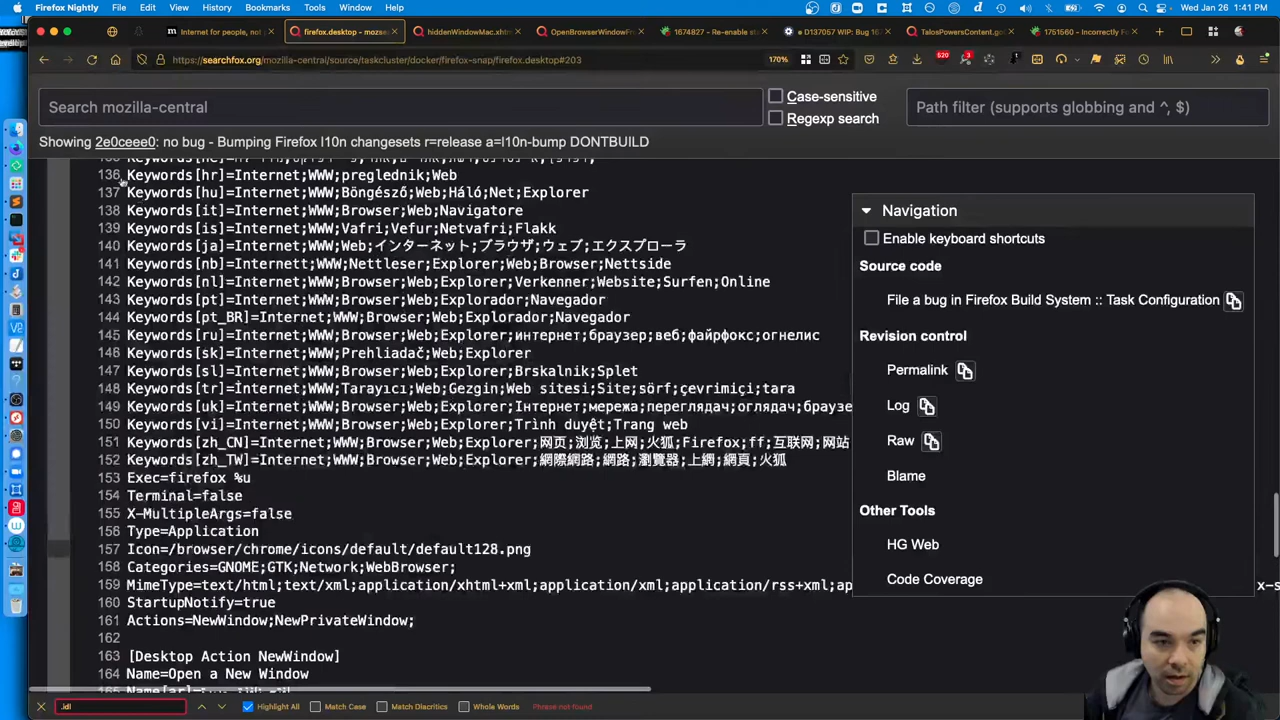 Firefox Nightly File Edit View History Bookmarks Tools Window Help
Wed Jan 26 1:41 PM
Internet for people, not
firefox.desktop - mozsea
hiddenWindowMac.xhtm
OpenBrowserWindowFr
1674827 - Re-enable st
D137057 WIP: Bug 16
TalosPowersContent.go
1751560 - Incorrectly Fo
https://searchfox.org/mozilla-central/source/taskcluster/docker/firefox-snap/firefox.desktop#203
170%
520
Search mozilla-central
Case-sensitive
Regexp search
Path filter (supports globbing and ^, $)
Showing 2e0ceee0: no bug - Bumping Firefox l10n changesets r=release a=l10n-bump DONTBUILD
136 Keywords[hr]=Internet;WWW;preglednik;Web
137 Keywords[hu]=Internet;WWW;Böngésző;Web;Háló;Net;Explorer
138 Keywords[it]=Internet;WWW;Browser;Web;Navigatore
139 Keywords[is]=Internet;WWW;Vafri;Vefur;Netvafri;Flakk
140 Keywords[ja]=Internet;WWW;Web;インターネット;ブラウザ;ウェブ;エクスプローラ
141 Keywords[nb]=Internett;WWW;Nettleser;Explorer;Web;Browser;Nettside
142 Keywords[nl]=Internet;WWW;Browser;Web;Explorer;Verkenner;Website;Surfen;Online
143 Keywords[pt]=Internet;WWW;Browser;Web;Explorador;Navegador
144 Keywords[pt_BR]=Internet;WWW;Browser;Web;Explorador;Navegador
145 Keywords[ru]=Internet;WWW;Browser;Web;Explorer;интернет;браузер;веб;файрфокс;огнелис
146 Keywords[sk]=Internet;WWW;Prehliadač;Web;Explorer
147 Keywords[sl]=Internet;WWW;Browser;Web;Explorer;Brskalnik;Splet
148 Keywords[tr]=İnternet;WWW;Tarayıcı;Web;Gezgin;Web sitesi;Site;sörf;çevrimiçi;tara
149 Keywords[uk]=Internet;WWW;Browser;Web;Explorer;Інтернет;мережа;переглядач;оглядач;браузе
150 Keywords[vi]=Internet;WWW;Browser;Web;Explorer;Trình duyệt;Trang web
151 Keywords[zh_CN]=Internet;WWW;Browser;Web;Explorer;网页;浏览;上网;火狐;Firefox;ff;互联网;网站
152 Keywords[zh_TW]=Internet;WWW;Browser;Web;Explorer;網際網路;網路;瀏覽器;上網;網頁;火狐
153 Exec=firefox %u
154 Terminal=false
155 X-MultipleArgs=false
156 Type=Application
157 Icon=/browser/chrome/icons/default/default128.png
158 Categories=GNOME;GTK;Network;WebBrowser;
159 MimeType=text/html;text/xml;application/xhtml+xml;application/xml;application/rss+xml;ap
160 StartupNotify=true
161 Actions=NewWindow;NewPrivateWindow;
162
163 [Desktop Action NewWindow]
164 Name=Open a New Window
Navigation
Enable keyboard shortcuts
Source code
File a bug in Firefox Build System :: Task Configuration
Revision control
Permalink
Log
Raw
Blame
Other Tools
HG Web
Code Coverage
.idl
Highlight All
Match Case
Match Diacritics
Whole Words
Phrase not found